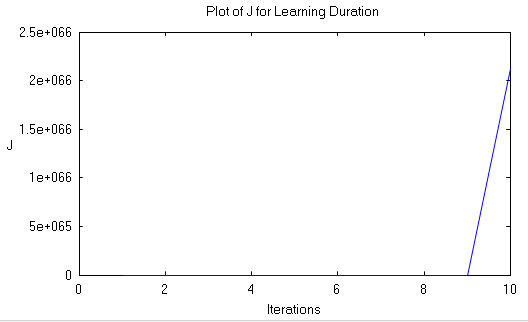 Plot of J for Learning Duration
2.5e+066
2e+066
1.5e+066
J
1e+066
5e+065
0
0 2 4 6 8 10
Iterations